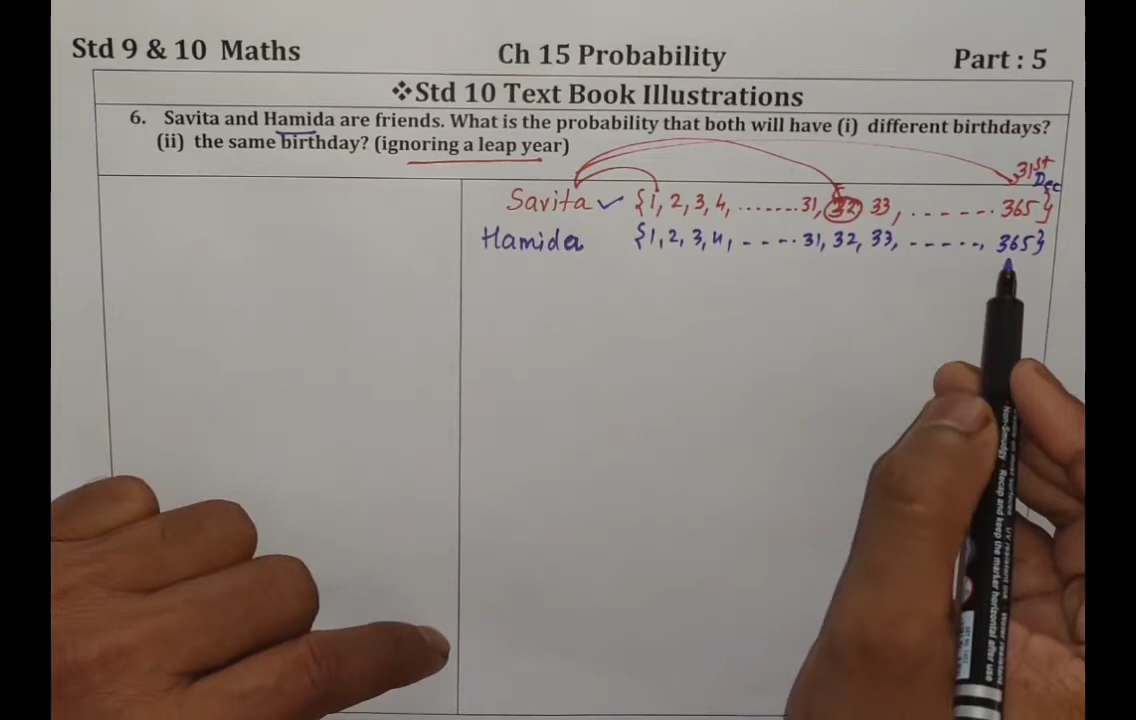 Std 9 & 10 Maths Ch 15 Probability Part : 5
❖Std 10 Text Book Illustrations
6. Savita and Hamida are friends. What is the probability that both will have (i) different birthdays?
(ii) the same birthday? (ignoring a leap year)
31st
Dec
Savita ✓ {1, 2, 3, 4, ....... 31, 32, 33, ...... 365}
Hamida {1, 2, 3, 4, ----. 31, 32, 33, ------, 365}